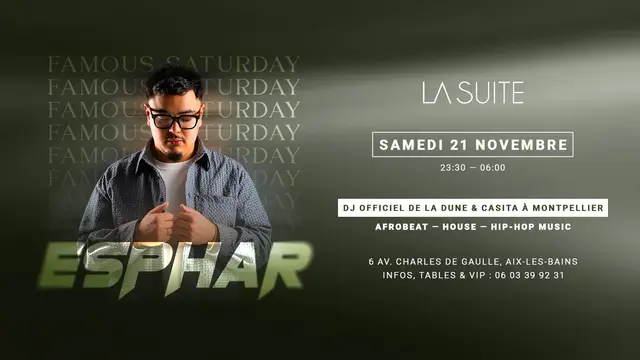 FAMOUS SATURDAY
FAMOUS SATURDAY
FAMOUS SATURDAY
FAMOUS SATURDAY
FAMOUS SATURDAY
FAMOUS SATURDAY
ESPHAR
LA SUITE
SAMEDI 21 NOVEMBRE
23:30 — 06:00
DJ OFFICIEL DE LA DUNE & CASITA À MONTPELLIER
AFROBEAT — HOUSE — HIP-HOP MUSIC
6 AV. CHARLES DE GAULLE, AIX-LES-BAINS
INFOS, TABLES & VIP : 06 03 39 92 31